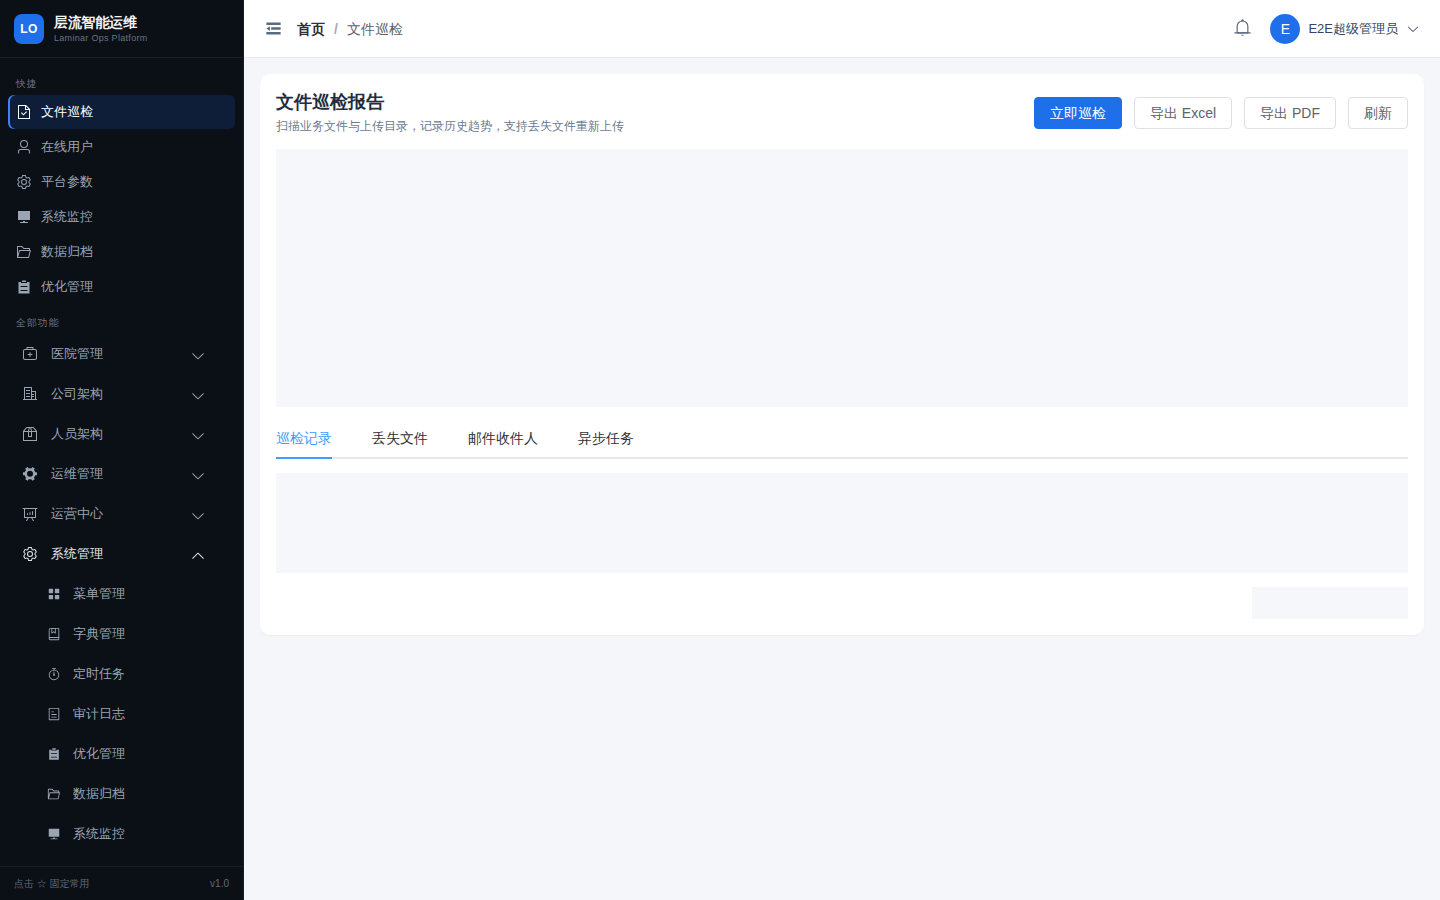 LO
层流智能运维
Laminar Ops Platform
快捷
文件巡检
在线用户
平台参数
系统监控
数据归档
优化管理
全部功能
医院管理
公司架构
人员架构
运维管理
运营中心
系统管理
菜单管理
字典管理
定时任务
审计日志
优化管理
数据归档
系统监控
点击 ☆ 固定常用 v1.0
首页 / 文件巡检
E E2E超级管理员
文件巡检报告
扫描业务文件与上传目录，记录历史趋势，支持丢失文件重新上传
立即巡检 导出 Excel 导出 PDF 刷新
巡检记录 丢失文件 邮件收件人 异步任务